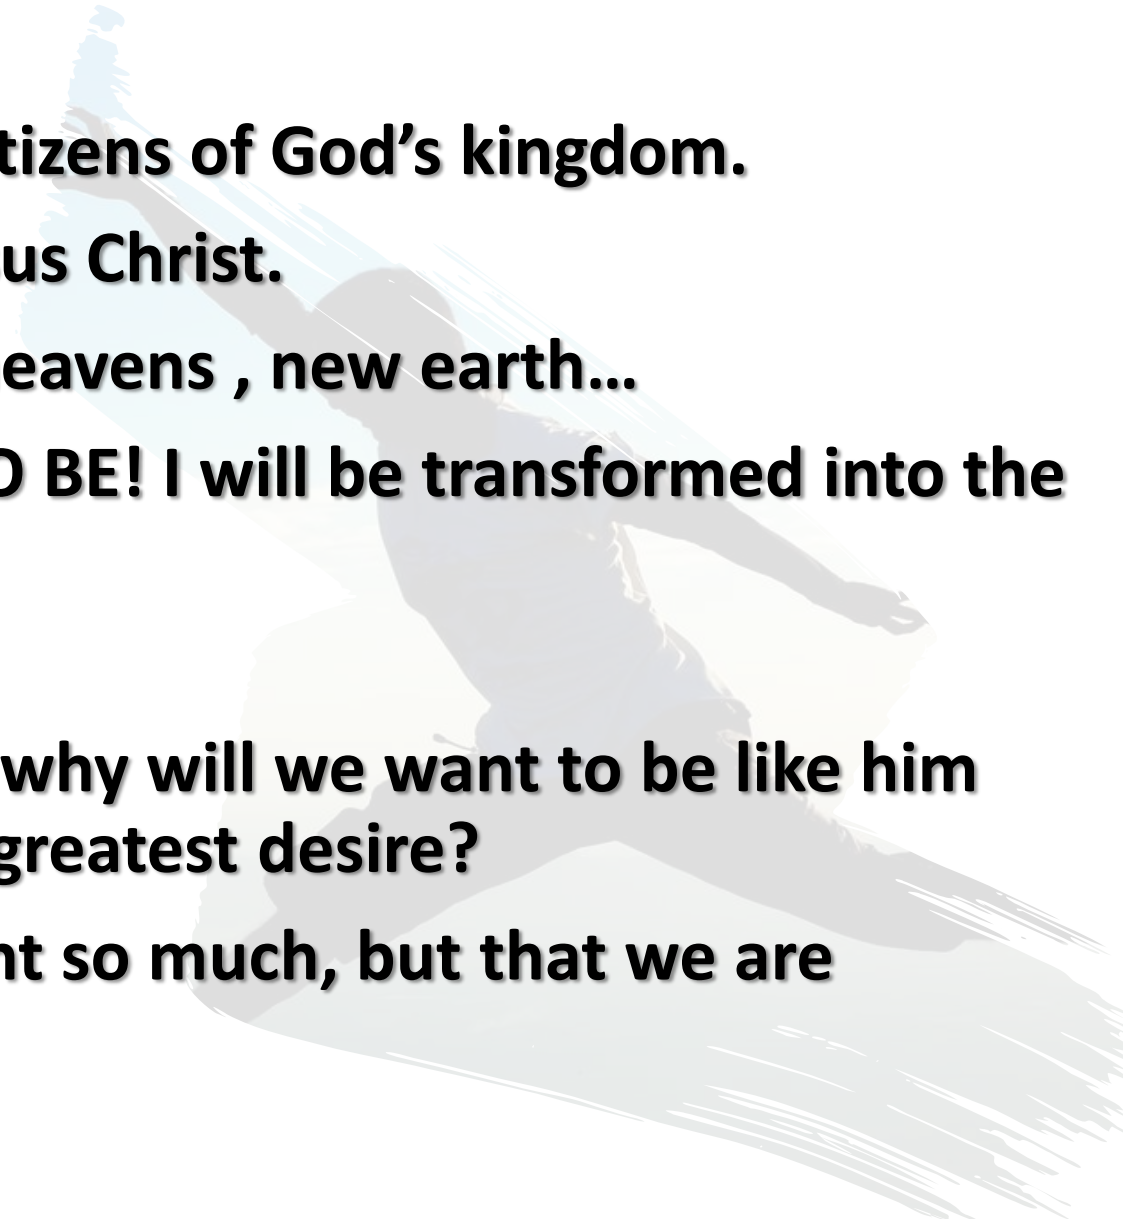 tizens of God’s kingdom.
us Christ.
eavens , new earth…
BE! I will be transformed into the
why will we want to be like him
greatest desire?
nt so much, but that we are